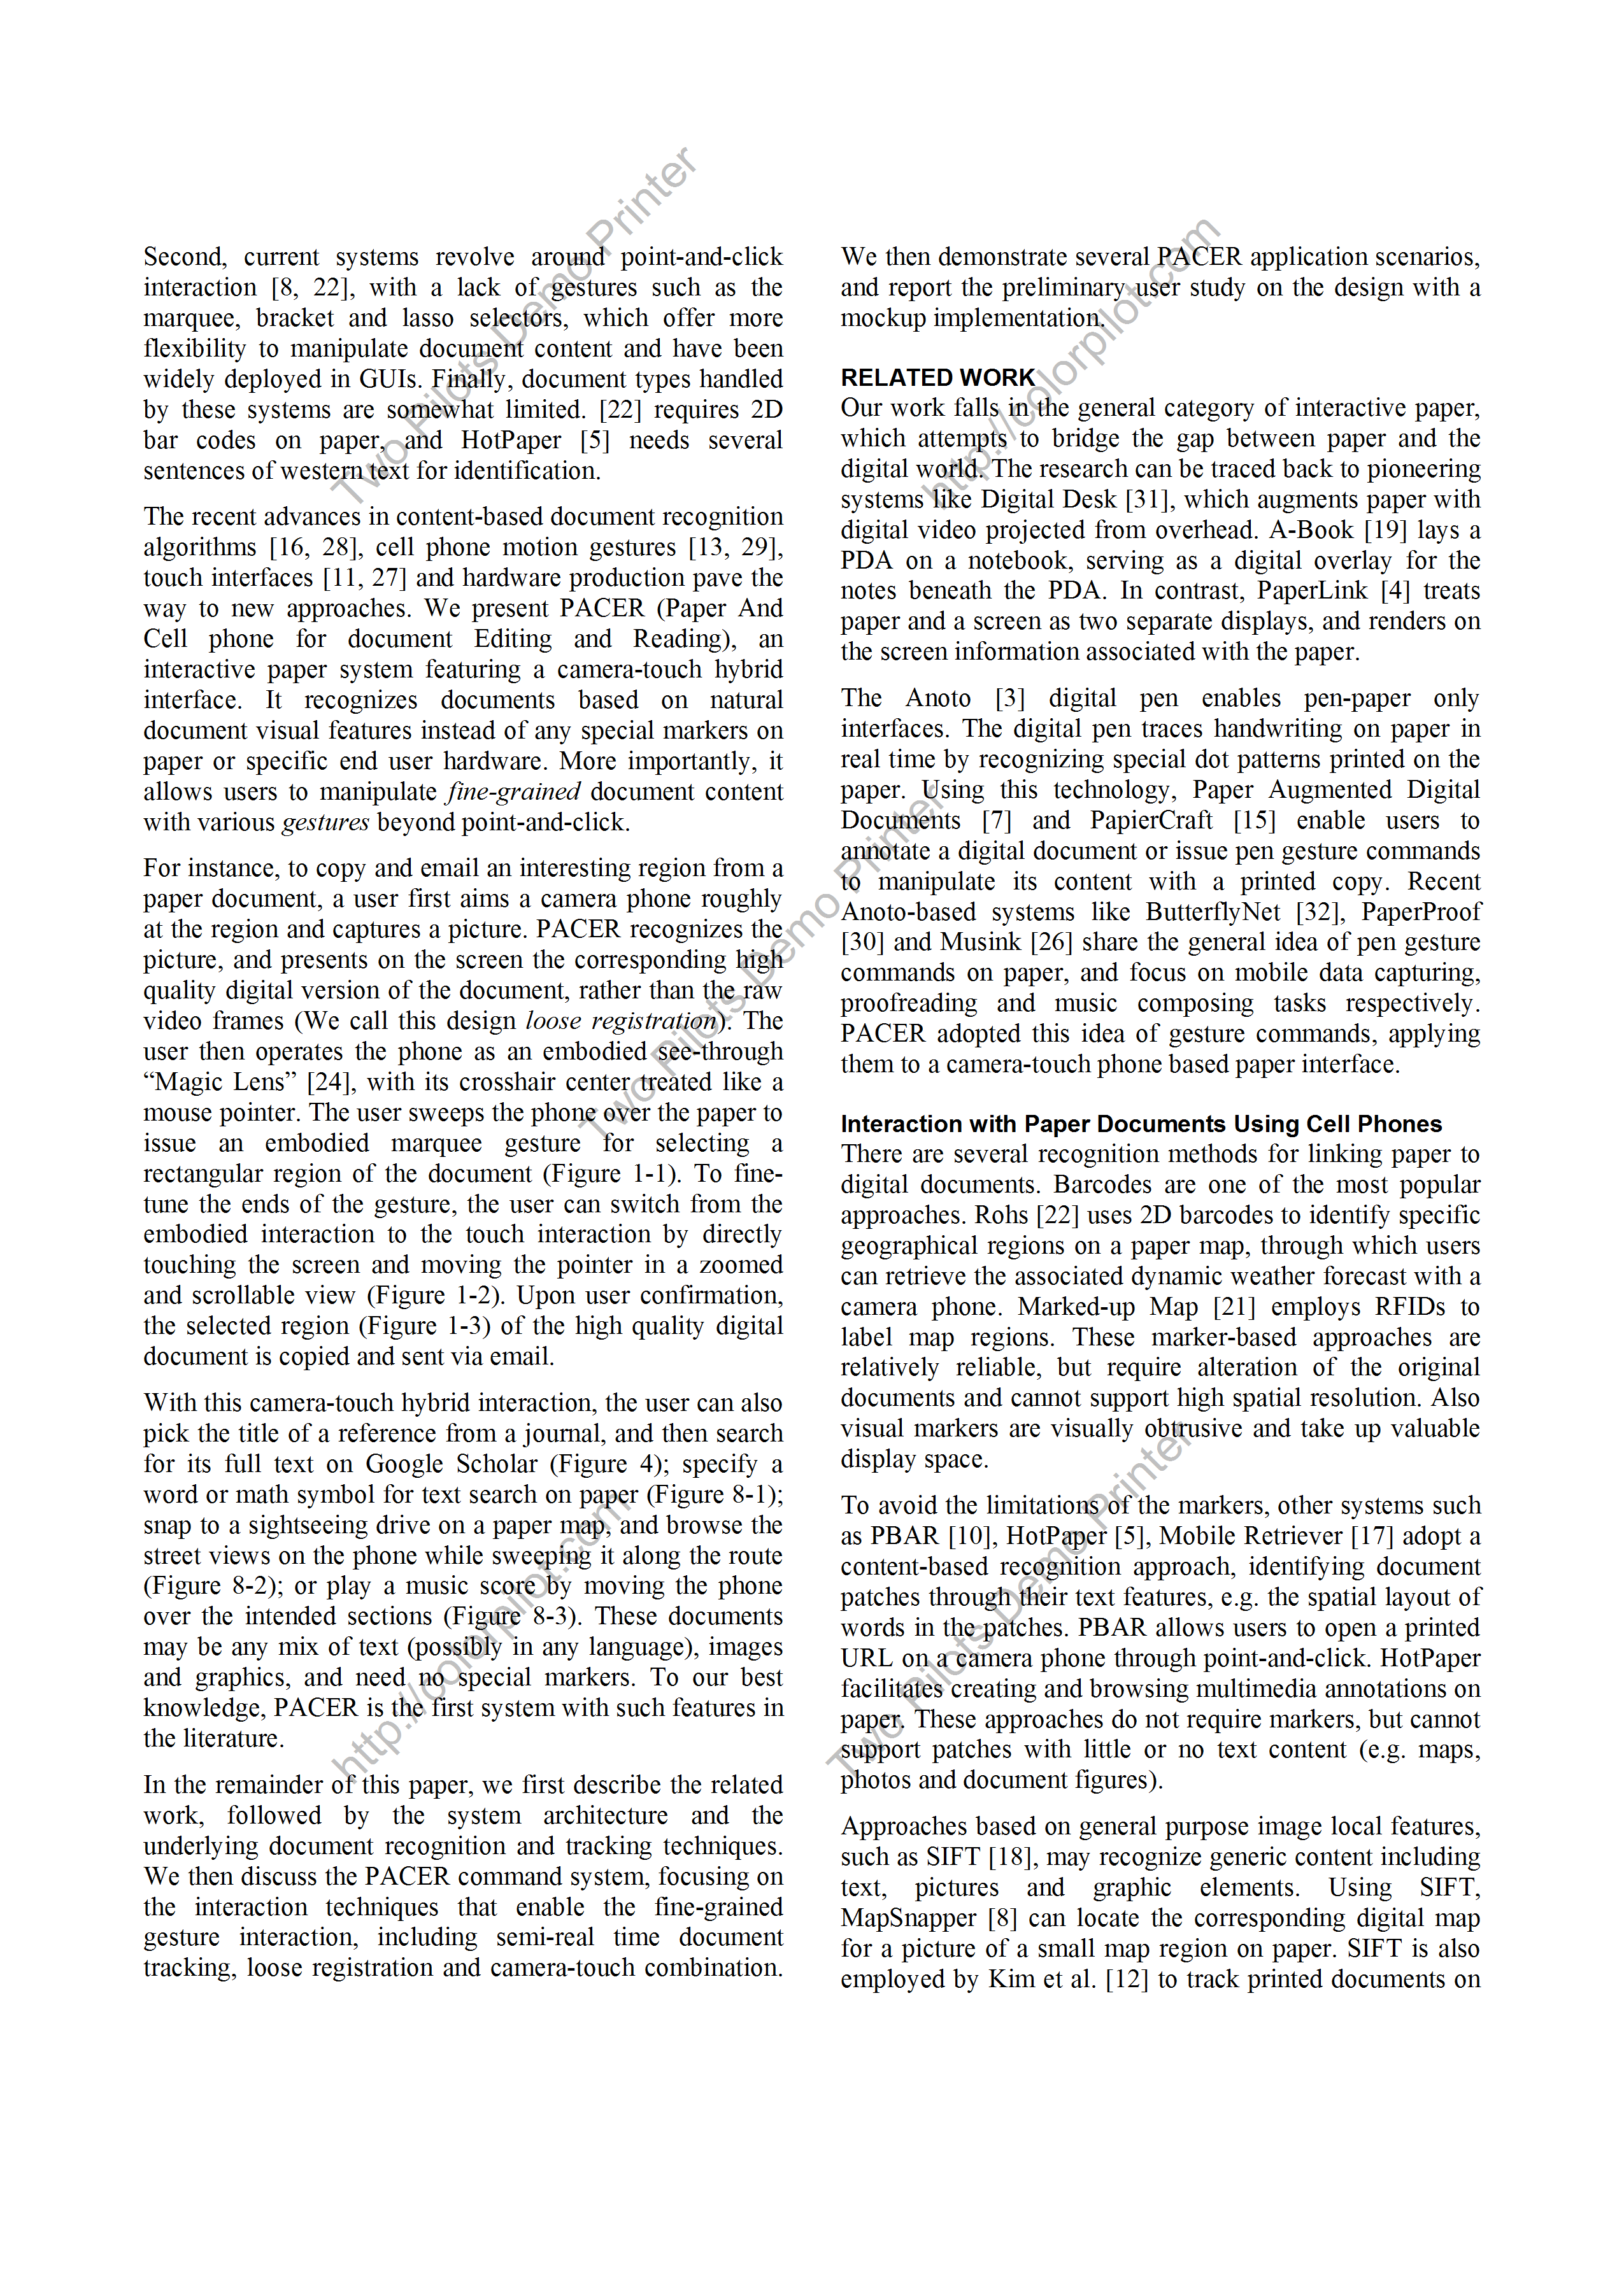 Second, current systems revolve around point-and-click
interaction [8, 22], with a lack of gestures such as the
marquee, bracket and lasso selectors, which offer more
flexibility to manipulate document content and have been
widely deployed in GUIs. Finally, document types handled
by these systems are somewhat limited. [22] requires 2D
bar codes on paper, and HotPaper [5] needs several
sentences of western text for identification.
The recent advances in content-based document recognition
algorithms [16, 28], cell phone motion gestures [13, 29],
touch interfaces [11, 27] and hardware production pave the
way to new approaches. We present PACER (Paper And
Cell phone for document Editing and Reading), an
interactive paper system featuring a camera-touch hybrid
interface. It recognizes documents based on natural
document visual features instead of any special markers on
paper or specific end user hardware. More importantly, it
allows users to manipulate fine-grained document content
with various gestures beyond point-and-click.
For instance, to copy and email an interesting region from a
paper document, a user first aims a camera phone roughly
at the region and captures a picture. PACER recognizes the
picture, and presents on the screen the corresponding high
quality digital version of the document, rather than the raw
video frames (We call this design loose registration). The
user then operates the phone as an embodied see-through
“Magic Lens” [24], with its crosshair center treated like a
mouse pointer. The user sweeps the phone over the paper to
issue an embodied marquee gesture for selecting a
rectangular region of the document (Figure 1-1). To fine-
tune the ends of the gesture, the user can switch from the
embodied interaction to the touch interaction by directly
touching the screen and moving the pointer in a zoomed
and scrollable view (Figure 1-2). Upon user confirmation,
the selected region (Figure 1-3) of the high quality digital
document is copied and sent via email.
With this camera-touch hybrid interaction, the user can also
pick the title of a reference from a journal, and then search
for its full text on Google Scholar (Figure 4); specify a
word or math symbol for text search on paper (Figure 8-1);
snap to a sightseeing drive on a paper map, and browse the
street views on the phone while sweeping it along the route
(Figure 8-2); or play a music score by moving the phone
over the intended sections (Figure 8-3). These documents
may be any mix of text (possibly in any language), images
and graphics, and need no special markers. To our best
knowledge, PACER is the first system with such features in
the literature.
In the remainder of this paper, we first describe the related
work, followed by the system architecture and the
underlying document recognition and tracking techniques.
We then discuss the PACER command system, focusing on
the interaction techniques that enable the fine-grained
gesture interaction, including semi-real time document
tracking, loose registration and camera-touch combination.
We then demonstrate several PACER application scenarios,
and report the preliminary user study on the design with a
mockup implementation.
RELATED WORK
Our work falls in the general category of interactive paper,
which attempts to bridge the gap between paper and the
digital world. The research can be traced back to pioneering
systems like Digital Desk [31], which augments paper with
digital video projected from overhead. A-Book [19] lays a
PDA on a notebook, serving as a digital overlay for the
notes beneath the PDA. In contrast, PaperLink [4] treats
paper and a screen as two separate displays, and renders on
the screen information associated with the paper.
The Anoto [3] digital pen enables pen-paper only
interfaces. The digital pen traces handwriting on paper in
real time by recognizing special dot patterns printed on the
paper. Using this technology, Paper Augmented Digital
Documents [7] and PapierCraft [15] enable users to
annotate a digital document or issue pen gesture commands
to manipulate its content with a printed copy. Recent
Anoto-based systems like ButterflyNet [32], PaperProof
[30] and Musink [26] share the general idea of pen gesture
commands on paper, and focus on mobile data capturing,
proofreading and music composing tasks respectively.
PACER adopted this idea of gesture commands, applying
them to a camera-touch phone based paper interface.
Interaction with Paper Documents Using Cell Phones
There are several recognition methods for linking paper to
digital documents. Barcodes are one of the most popular
approaches. Rohs [22] uses 2D barcodes to identify specific
geographical regions on a paper map, through which users
can retrieve the associated dynamic weather forecast with a
camera phone. Marked-up Map [21] employs RFIDs to
label map regions. These marker-based approaches are
relatively reliable, but require alteration of the original
documents and cannot support high spatial resolution. Also
visual markers are visually obtrusive and take up valuable
display space.
To avoid the limitations of the markers, other systems such
as PBAR [10], HotPaper [5], Mobile Retriever [17] adopt a
content-based recognition approach, identifying document
patches through their text features, e.g. the spatial layout of
words in the patches. PBAR allows users to open a printed
URL on a camera phone through point-and-click. HotPaper
facilitates creating and browsing multimedia annotations on
paper. These approaches do not require markers, but cannot
support patches with little or no text content (e.g. maps,
photos and document figures).
Approaches based on general purpose image local features,
such as SIFT [18], may recognize generic content including
text, pictures and graphic elements. Using SIFT,
MapSnapper [8] can locate the corresponding digital map
for a picture of a small map region on paper. SIFT is also
employed by Kim et al. [12] to track printed documents on
Two Pilots Demo Printer
http://colorpilot.com
Two Pilots Demo Printer
http://colorpilot.com
Two Pilots Demo Printer